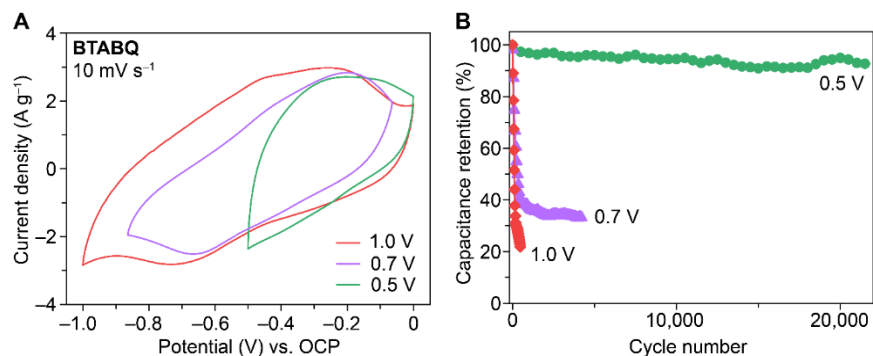 A
BTABQ
10 mV s⁻¹
Current density (A g⁻¹)
4
2
0
–2
–4
1.0 V
0.7 V
0.5 V
–1.0 –0.8 –0.6 –0.4 –0.2 0
Potential (V) vs. OCP
B
Capacitance retention (%)
100
80
60
40
20
0
0.5 V
0.7 V
1.0 V
0 10,000 20,000
Cycle number